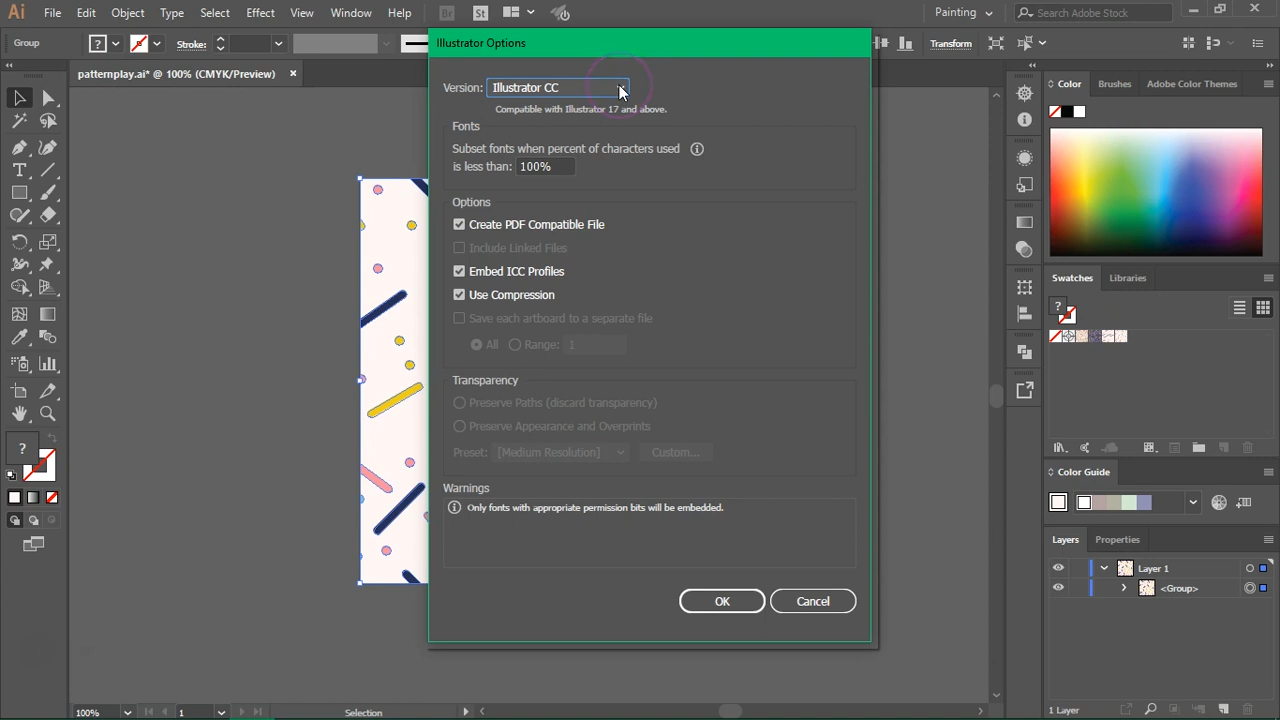 Ai File Edit Object Type Select Effect View Window Help Br St Painting Search Adobe Stock
Group ? Stroke: Transform
patternplay.ai* @ 100% (CMYK/Preview) ×
Illustrator Options
Version: Illustrator CC
Compatible with Illustrator 17 and above.
Fonts
Subset fonts when percent of characters used
is less than: 100%
Options
Create PDF Compatible File
Include Linked Files
Embed ICC Profiles
Use Compression
Save each artboard to a separate file
All Range: 1
Transparency
Preserve Paths (discard transparency)
Preserve Appearance and Overprints
Preset: [Medium Resolution] Custom...
Warnings
Only fonts with appropriate permission bits will be embedded.
OK Cancel
Color Brushes Adobe Color Themes
Swatches Libraries
?
Color Guide
Layers Properties
Layer 1
<Group>
1 Layer
?
100% 1 Selection